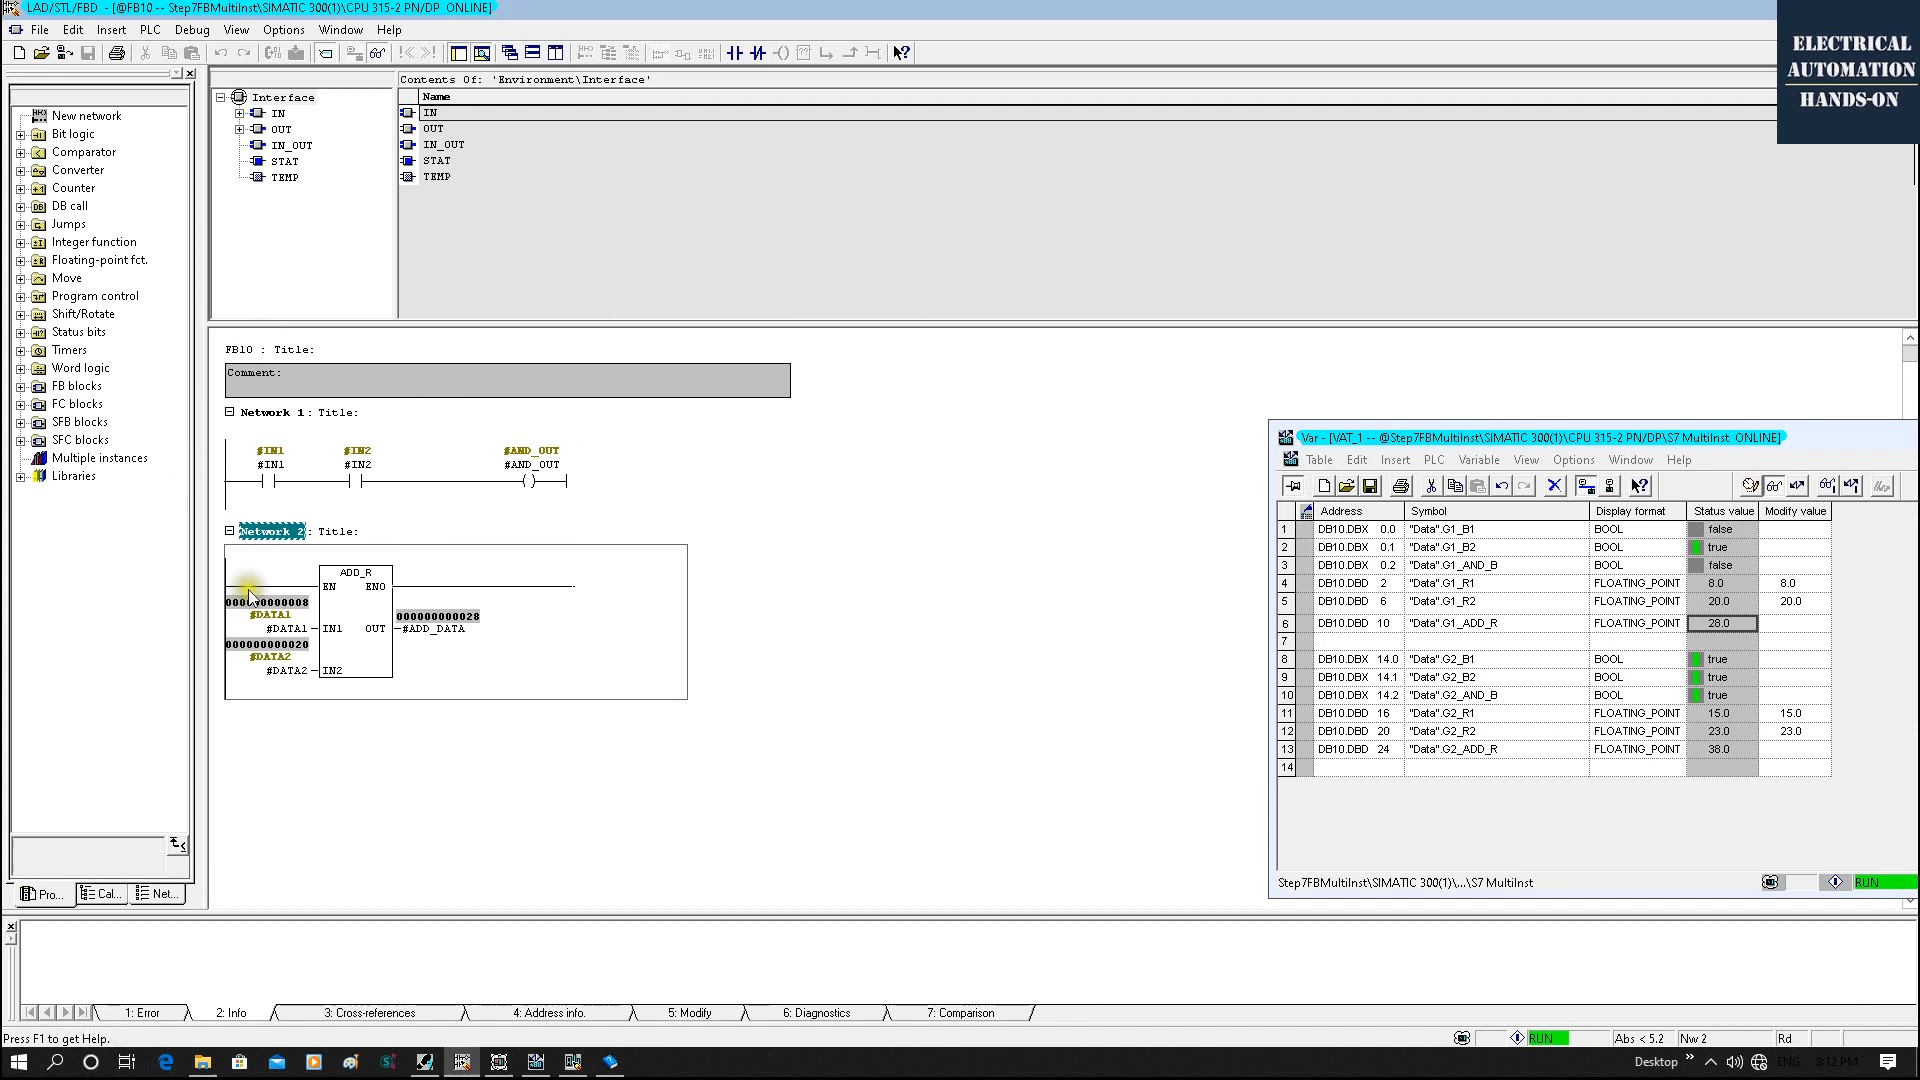 LAD/STL/FBD - [@FB10 -- Step7FBMultiInst\SIMATIC 300(1)\CPU 315-2 PN/DP ONLINE]
File Edit Insert PLC Debug View Options Window Help
ELECTRICAL
AUTOMATION
HANDS-ON
Contents Of: 'Environment\Interface'
Name
Interface
IN
OUT
IN_OUT
STAT
TEMP
IN
OUT
IN_OUT
STAT
TEMP
New network
Bit logic
Comparator
Converter
Counter
DB call
Jumps
Integer function
Floating-point fct.
Move
Program control
Shift/Rotate
Status bits
Timers
Word logic
FB blocks
FC blocks
SFB blocks
SFC blocks
Multiple instances
Libraries
Pro... Cal... Net...
FB10 : Title:
Comment:
Network 1: Title:
#IN1 #IN2 #AND_OUT
#IN1 #IN2 #AND_OUT
Network 2: Title:
ADD_R
EN ENO
#DATA1
000000000028
#DATA1 IN1 OUT #ADD_DATA
000000000020
#DATA2
#DATA2 IN2
Var - [VAT_1 -- @Step7FBMultiInst\SIMATIC 300(1)\CPU 315-2 PN/DP\S7 MultiInst ONLINE]
Table Edit Insert PLC Variable View Options Window Help
Address Symbol Display format Status value Modify value
1 DB10.DBX 0.0 "Data".G1_B1 BOOL false
2 DB10.DBX 0.1 "Data".G1_B2 BOOL true
3 DB10.DBX 0.2 "Data".G1_AND_B BOOL false
4 DB10.DBD 2 "Data".G1_R1 FLOATING_POINT 8.0 8.0
5 DB10.DBD 6 "Data".G1_R2 FLOATING_POINT 20.0 20.0
6 DB10.DBD 10 "Data".G1_ADD_R FLOATING_POINT 28.0
7
8 DB10.DBX 14.0 "Data".G2_B1 BOOL true
9 DB10.DBX 14.1 "Data".G2_B2 BOOL true
10 DB10.DBX 14.2 "Data".G2_AND_B BOOL true
11 DB10.DBD 16 "Data".G2_R1 FLOATING_POINT 15.0 15.0
12 DB10.DBD 20 "Data".G2_R2 FLOATING_POINT 23.0 23.0
13 DB10.DBD 24 "Data".G2_ADD_R FLOATING_POINT 38.0
14
Step7FBMultiInst\SIMATIC 300(1)\...\S7 MultiInst RUN
1: Error 2: Info 3: Cross-references 4: Address info. 5: Modify 6: Diagnostics 7: Comparison
Press F1 to get Help. RUN Abs < 5.2 Nw 2 Rd
Desktop ENG 8:12 PM